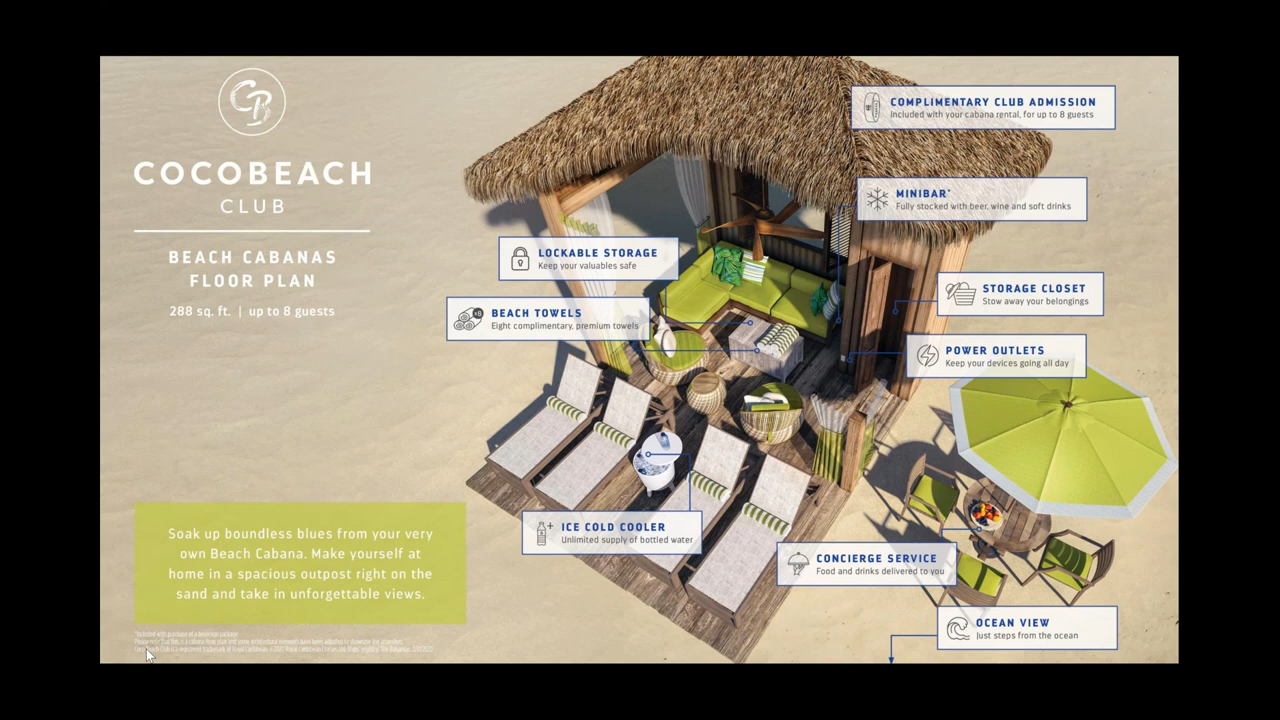 CB
COCOBEACH
CLUB
BEACH CABANAS
FLOOR PLAN
288 sq. ft. | up to 8 guests
Soak up boundless blues from your very
own Beach Cabana. Make yourself at
home in a spacious outpost right on the
sand and take in unforgettable views.
COMPLIMENTARY CLUB ADMISSION
Included with your cabana rental, for up to 8 guests
MINIBAR*
Fully stocked with beer, wine and soft drinks
LOCKABLE STORAGE
Keep your valuables safe
STORAGE CLOSET
Stow away your belongings
x8
BEACH TOWELS
Eight complimentary, premium towels
POWER OUTLETS
Keep your devices going all day
ICE COLD COOLER
Unlimited supply of bottled water
CONCIERGE SERVICE
Food and drinks delivered to you
OCEAN VIEW
Just steps from the ocean